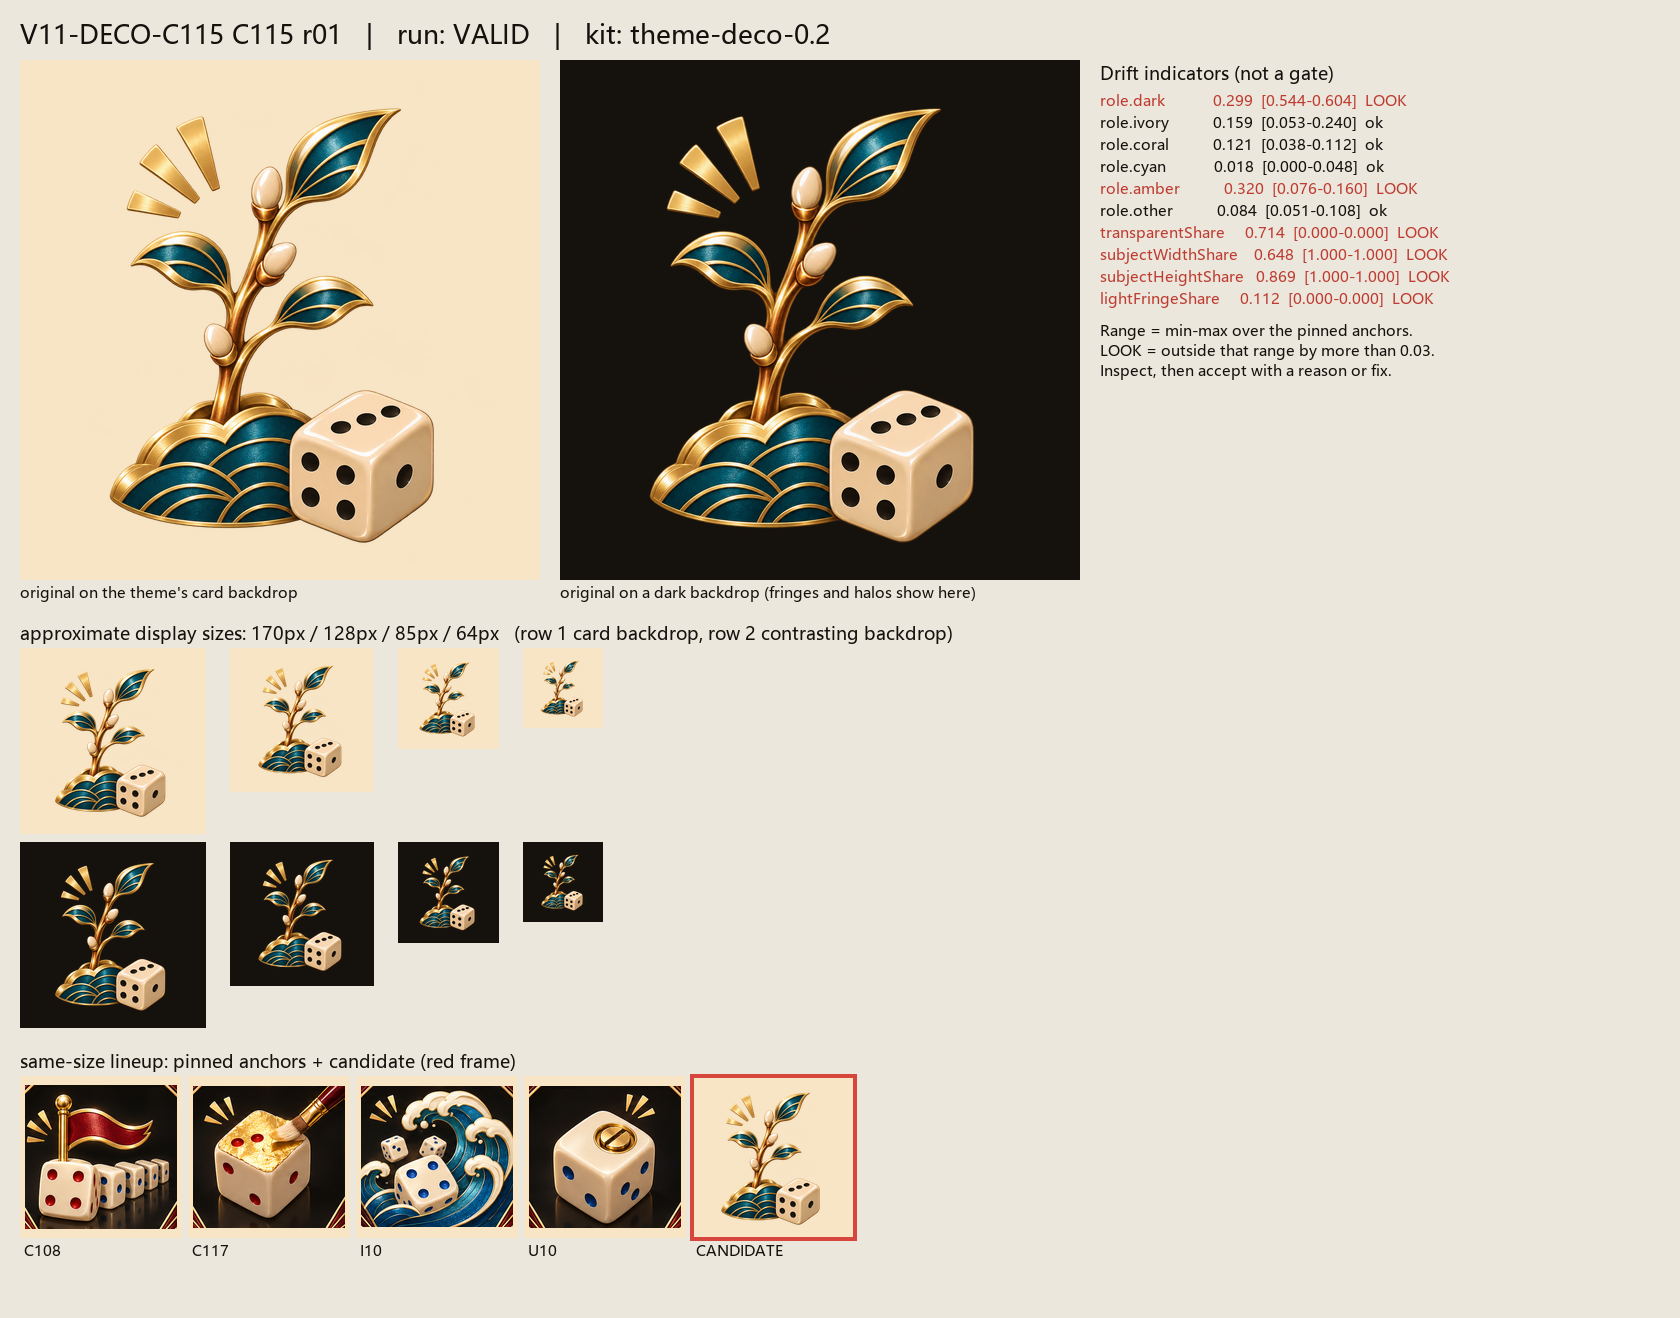 V11-DECO-C115 C115 r01   |   run: VALID   |   kit: theme-deco-0.2
Drift indicators (not a gate)
role.dark 0.299 [0.544-0.604] LOOK
role.ivory 0.159 [0.053-0.240] ok
role.coral 0.121 [0.038-0.112] ok
role.cyan 0.018 [0.000-0.048] ok
role.amber 0.320 [0.076-0.160] LOOK
role.other 0.084 [0.051-0.108] ok
transparentShare 0.714 [0.000-0.000] LOOK
subjectWidthShare 0.648 [1.000-1.000] LOOK
subjectHeightShare 0.869 [1.000-1.000] LOOK
lightFringeShare 0.112 [0.000-0.000] LOOK
Range = min-max over the pinned anchors.
LOOK = outside that range by more than 0.03.
Inspect, then accept with a reason or fix.
original on the theme's card backdrop
original on a dark backdrop (fringes and halos show here)
approximate display sizes: 170px / 128px / 85px / 64px   (row 1 card backdrop, row 2 contrasting backdrop)
same-size lineup: pinned anchors + candidate (red frame)
C108
C117
I10
U10
CANDIDATE